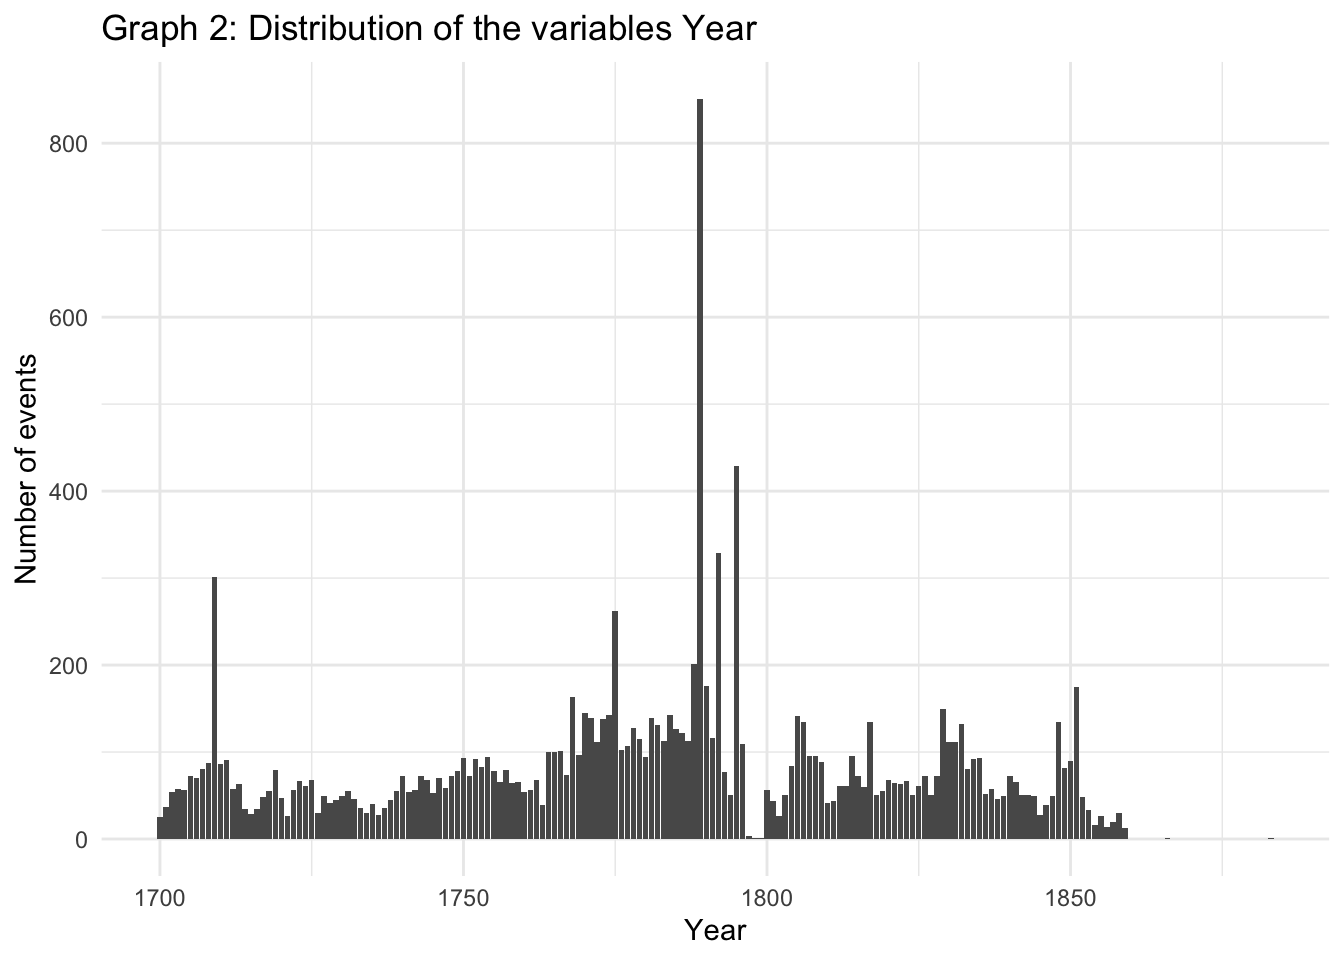 Graph 2: Distribution of the variables Year
800
600
400
200
0
Number of events
1700 1750 1800 1850
Year